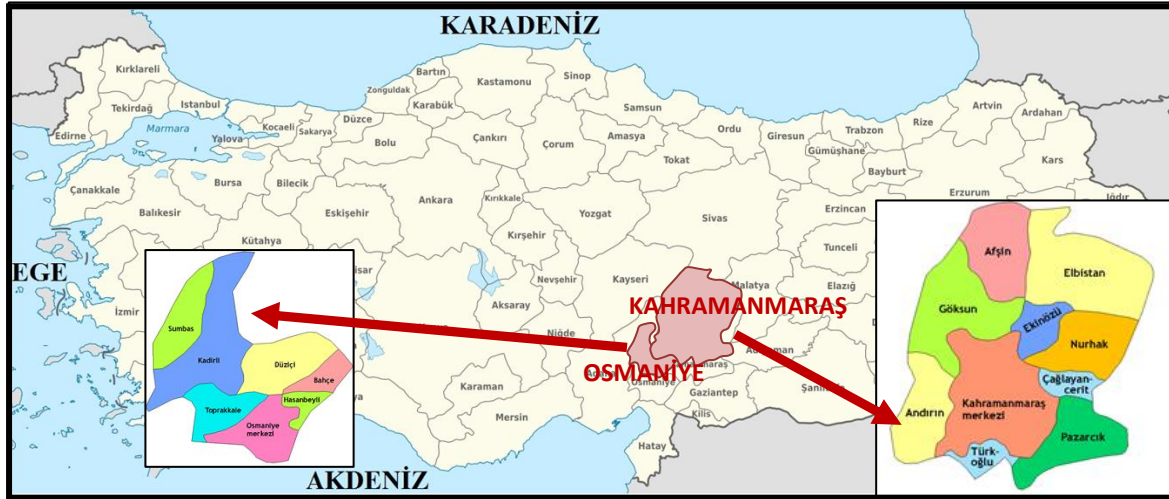 KARADENİZ
Kırklareli
Tekirdağ
Istanbul
Edirne
Marmara
Yalova
Kocaeli
Sakarya
Düzce
Zonguldak
Bartın
Karabük
Kastamonu
Sinop
Bolu
Çankırı
Çorum
Samsun
Amasya
Ordu
Tokat
Giresun
Trabzon
Gümüşhane
Rize
Bayburt
Artvin
Ardahan
Kars
Erzurum
Iğdır
Erzincan
Çanakkale
Balıkesir
Bursa
Bilecik
Eskişehir
Kütahya
Ankara
Kırıkkale
Kırşehir
Yozgat
Sivas
Tunceli
EGE
İzmir
Nevşehir
Kayseri
Aksaray
Niğde
Malatya
Elazığ
KAHRAMANMARAŞ
OSMANİYE
Osmaniye
Karaman
Mersin
Gaziantep
Kilis
Hatay
AKDENİZ
Sumbas
Kadirli
Düziçi
Bahçe
Hasanbeyli
Toprakkale
Osmaniye
merkezi
Afşin
Elbistan
Göksun
Ekinözü
Nurhak
Çağlayan-
cerit
Andırın
Kahramanmaraş
merkezi
Pazarcık
Türk-
oğlu